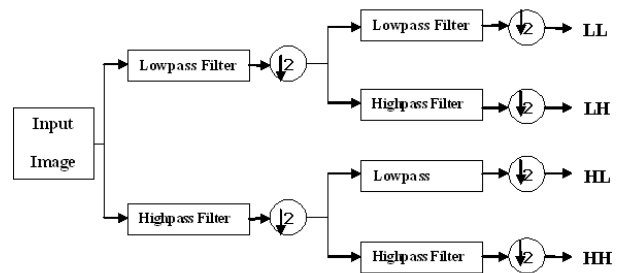 Lowpass Filter
↓2
LL
Lowpass Filter
↓2
Highpass Filter
↓2
LH
Input
Image
Lowpass
↓2
HL
Highpass Filter
↓2
Highpass Filter
↓2
HH